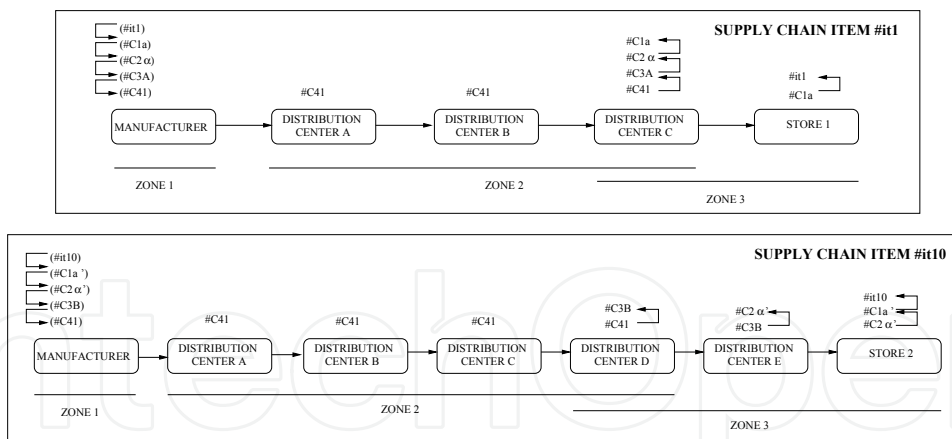 SUPPLY CHAIN ITEM #it1
(#it1)
(#C1a)
(#C2 α)
(#C3A)
(#C41)
#C41
#C41
#C1a
#C2 α
#C3A
#C41
#it1
#C1a
MANUFACTURER
DISTRIBUTION
CENTER A
DISTRIBUTION
CENTER B
DISTRIBUTION
CENTER C
STORE 1
ZONE 1
ZONE 2
ZONE 3
SUPPLY CHAIN ITEM #it10
(#it10)
(#C1a ')
(#C2 α')
(#C3B)
(#C41)
#C41
#C41
#C41
#C3B
#C41
#C2 α'
#C3B
#it10
#C1a '
#C2 α'
MANUFACTURER
DISTRIBUTION
CENTER A
DISTRIBUTION
CENTER B
DISTRIBUTION
CENTER C
DISTRIBUTION
CENTER D
DISTRIBUTION
CENTER E
STORE 2
ZONE 1
ZONE 2
ZONE 3